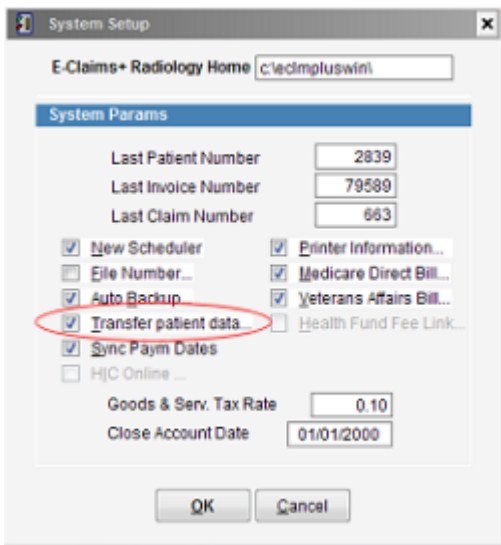 System Setup
E-Claims+ Radiology Home c:\eclmpluswin\
System Params
Last Patient Number 2839
Last Invoice Number 79589
Last Claim Number 663
New Scheduler Printer Information...
File Number... Medicare Direct Bill...
Auto Backup... Veterans Affairs Bill...
Transfer patient data... Health Fund Fee Link...
Sync Paym Dates
HIC Online ...
Goods & Serv. Tax Rate 0.10
Close Account Date 01/01/2000
OK Cancel